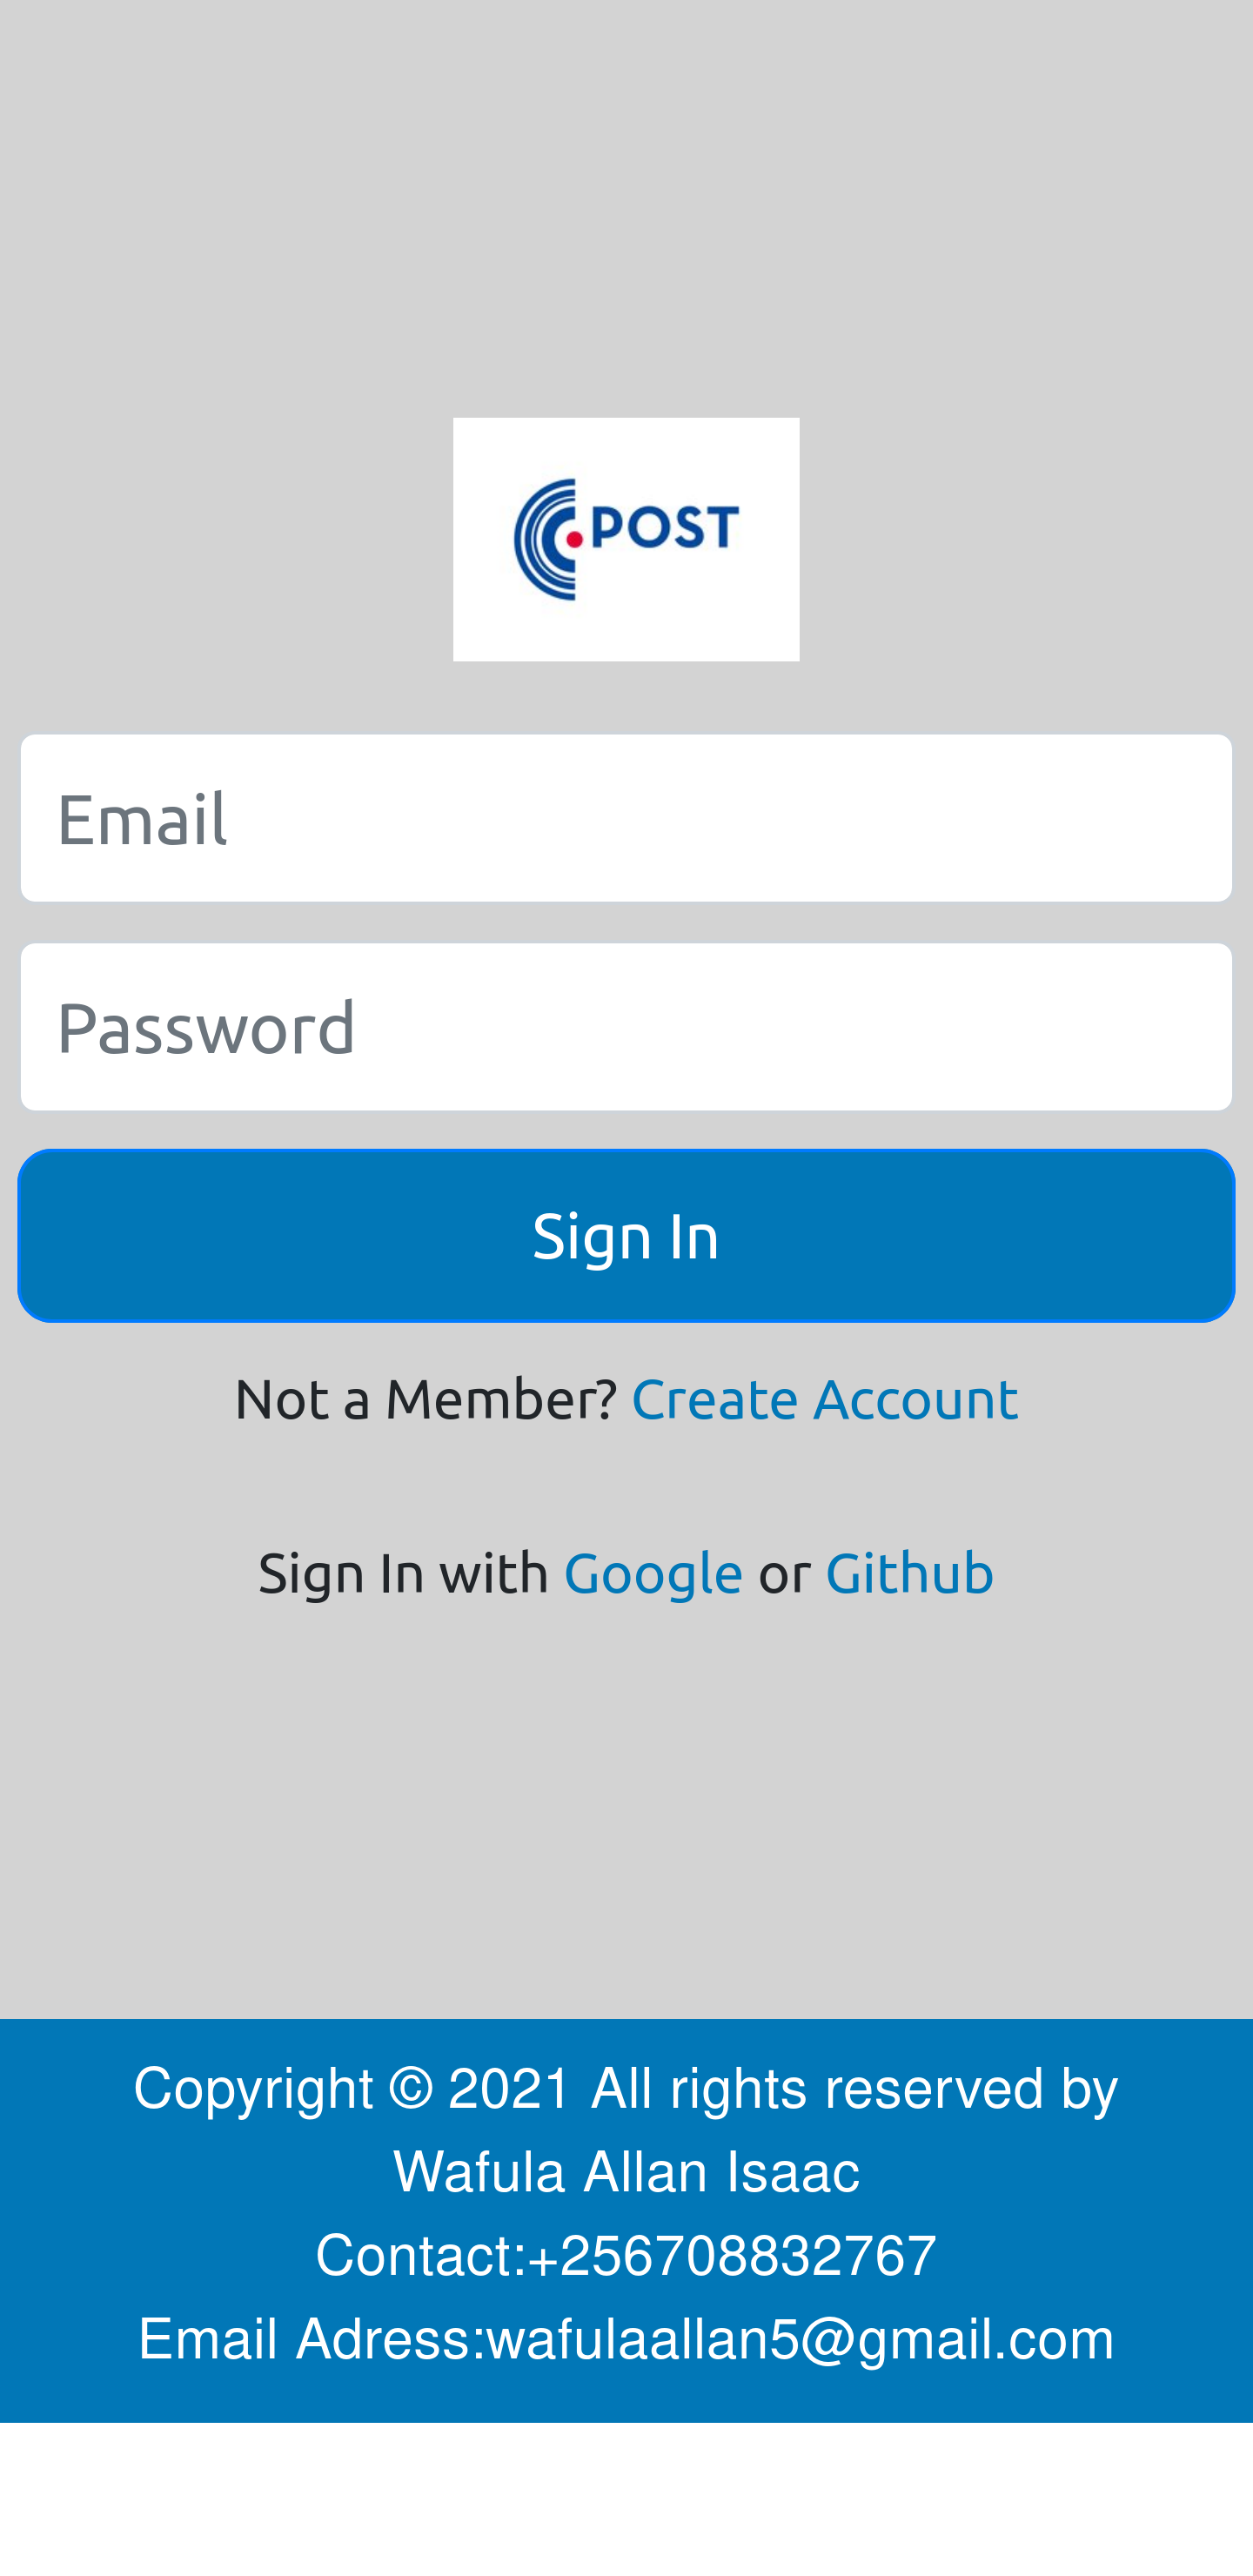 POST
Email
Password
Sign In
Not a Member? Create Account
Sign In with Google or Github
Copyright © 2021 All rights reserved by
Wafula Allan Isaac
Contact:+256708832767
Email Adress:wafulaallan5@gmail.com